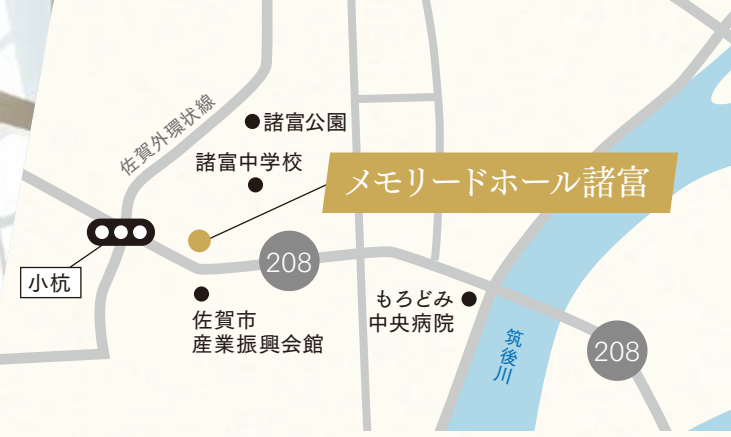 佐賀外環状線
諸富公園
諸富中学校
メモリードホール諸富
小杭
208
佐賀市
産業振興会館
もろどみ
中央病院
筑後川
208